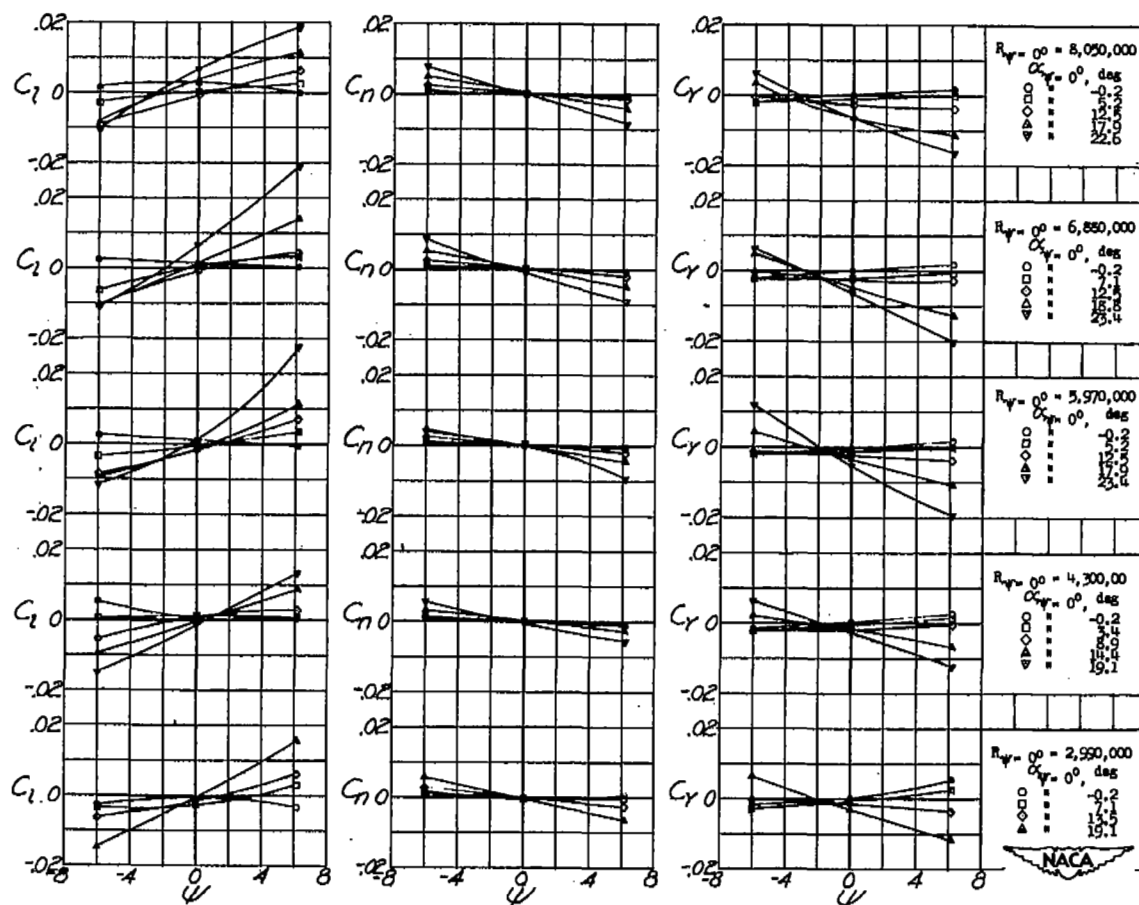 .02 .02 .02
C_l 0 C_n 0 C_Y 0
-.02 -.02 -.02
R_ψ = 0° = 8,050,000
α_ψ = 0°, deg
○ " -0.2
□ " 5.2
◇ " 12.5
△ " 17.9
▽ " 22.6
.02 .02 .02
C_l 0 C_n 0 C_Y 0
-.02 -.02 -.02
R_ψ = 0° = 6,830,000
α_ψ = 0°, deg
○ " -0.2
□ " 7.1
◇ " 12.5
△ " 18.8
▽ " 23.4
.02 .02 .02
C_l 0 C_n 0 C_Y 0
-.02 -.02 -.02
R_ψ = 0° = 5,970,000
α_ψ = 0°, deg
○ " -0.2
□ " 5.2
◇ " 12.5
△ " 17.0
▽ " 23.4
.02 .02 .02
C_l 0 C_n 0 C_Y 0
-.02 -.02 -.02
R_ψ = 0° = 4,300,00
α_ψ = 0°, deg
○ " -0.2
□ " 3.4
◇ " 8.9
△ " 14.4
▽ " 19.1
.02 .02 .02
C_l 0 C_n 0 C_Y 0
-.02 -.02 -.02
R_ψ = 0° = 2,990,000
α_ψ = 0°, deg
○ " -0.2
□ " 7.1
◇ " 13.5
△ " 19.1
NACA
-8 -4 0 4 8 -8 -4 0 4 8 -8 -4 0 4 8
ψ ψ ψ